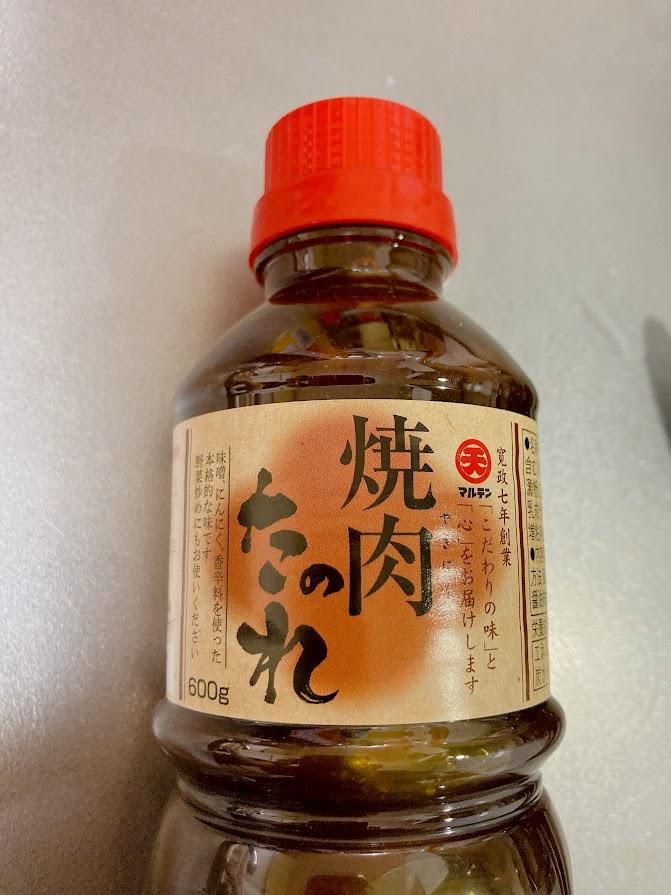 寛政七年創業
天
マルテン
「こだわりの味」と
「心」をお届けします
焼肉
のたれ
味噌、にんにく、香辛料を使った
本格的な味です
野菜炒めにもお使いください
600g